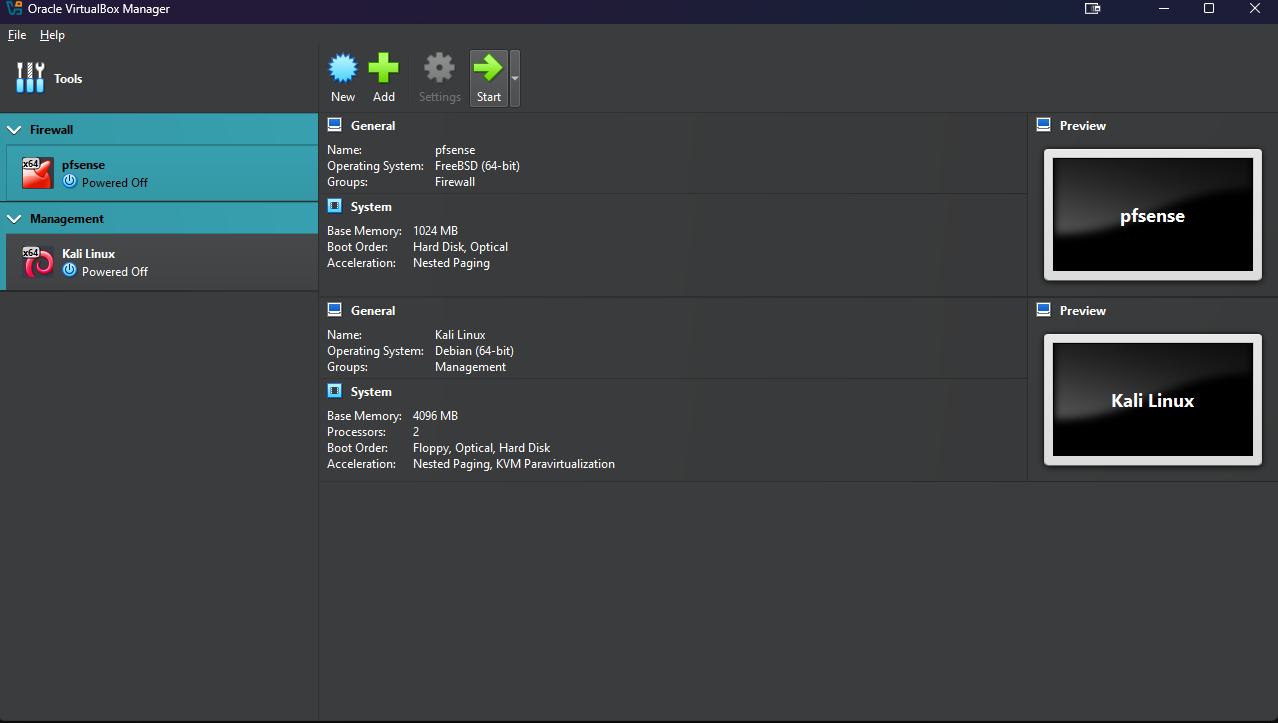 Oracle VirtualBox Manager
File Help
Tools
New Add Settings Start
Firewall
x64
pfsense
Powered Off
Management
x64
Kali Linux
Powered Off
General
Name: pfsense
Operating System: FreeBSD (64-bit)
Groups: Firewall
System
Base Memory: 1024 MB
Boot Order: Hard Disk, Optical
Acceleration: Nested Paging
Preview
pfsense
General
Name: Kali Linux
Operating System: Debian (64-bit)
Groups: Management
System
Base Memory: 4096 MB
Processors: 2
Boot Order: Floppy, Optical, Hard Disk
Acceleration: Nested Paging, KVM Paravirtualization
Preview
Kali Linux